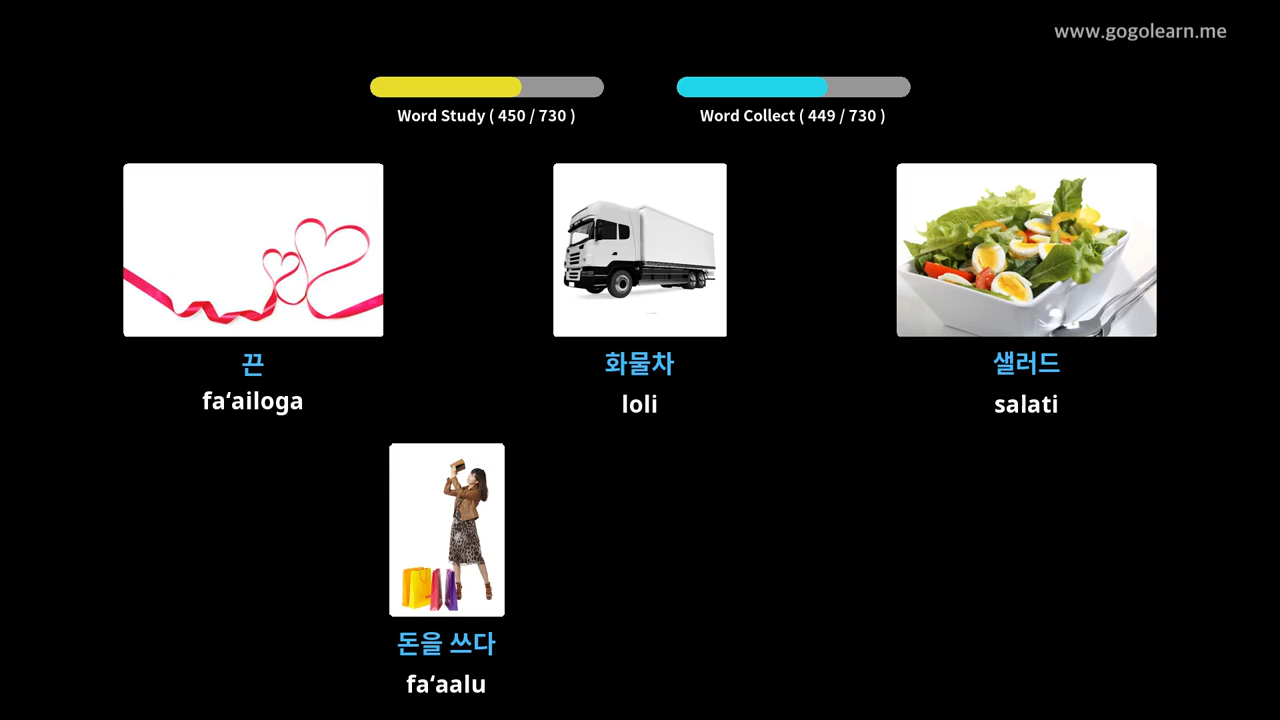 www.gogolearn.me
Word Study ( 450 / 730 )
Word Collect ( 449 / 730 )
끈
fa‘ailoga
화물차
loli
샐러드
salati
돈을 쓰다
fa‘aalu